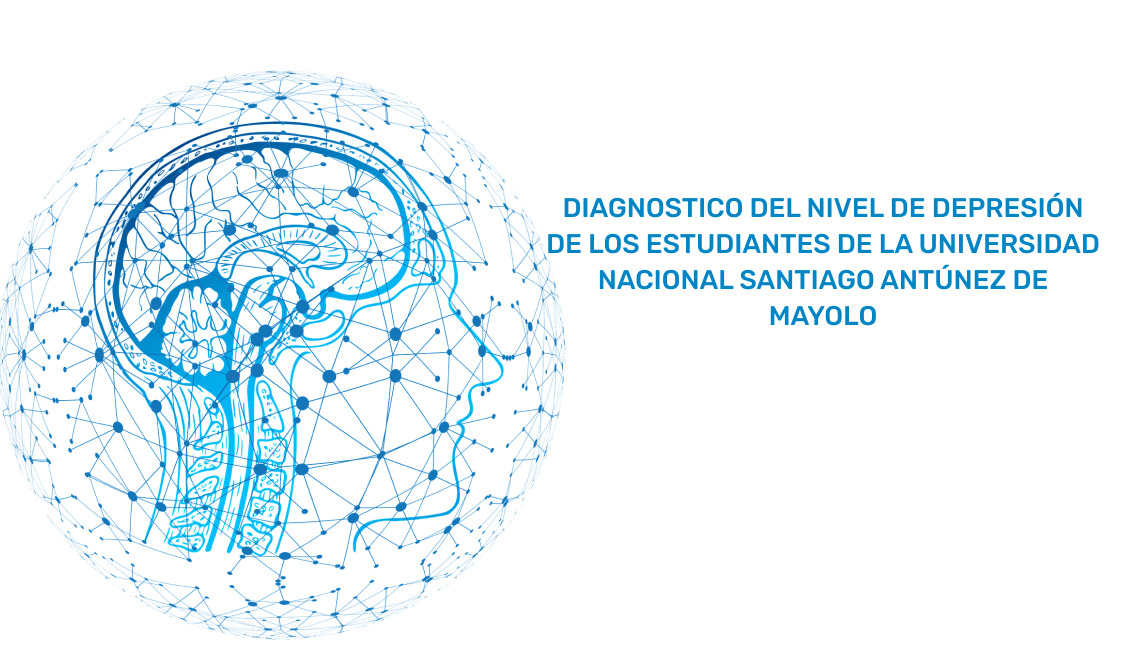 DIAGNOSTICO DEL NIVEL DE DEPRESIÓN
DE LOS ESTUDIANTES DE LA UNIVERSIDAD
NACIONAL SANTIAGO ANTÚNEZ DE
MAYOLO